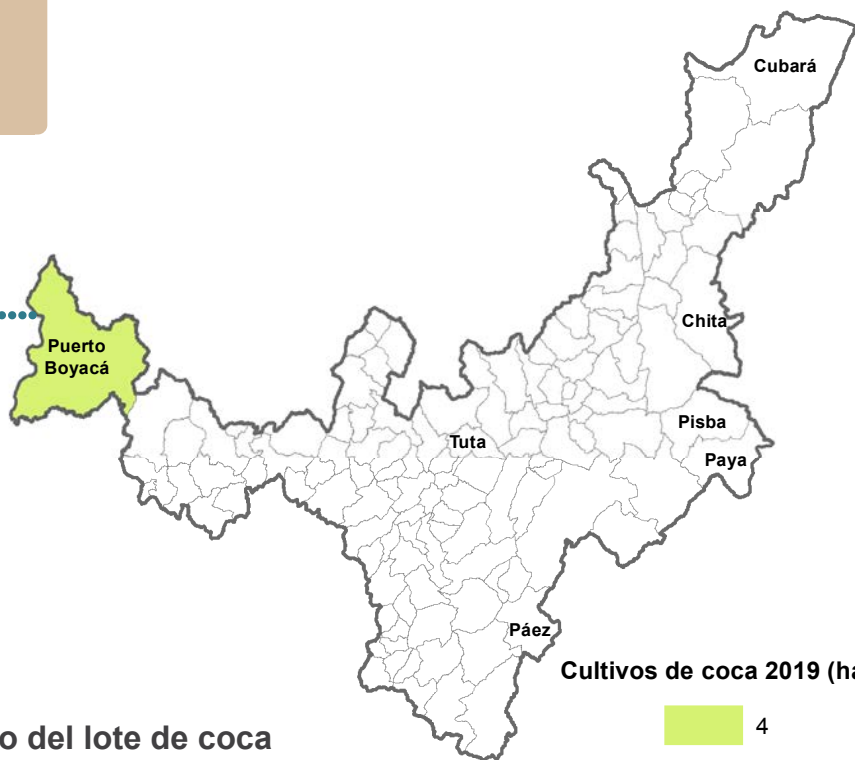 Cubará
Puerto
Boyacá
Chita
Pisba
Tuta
Paya
Páez
Cultivos de coca 2019 (ha
4
o del lote de coca